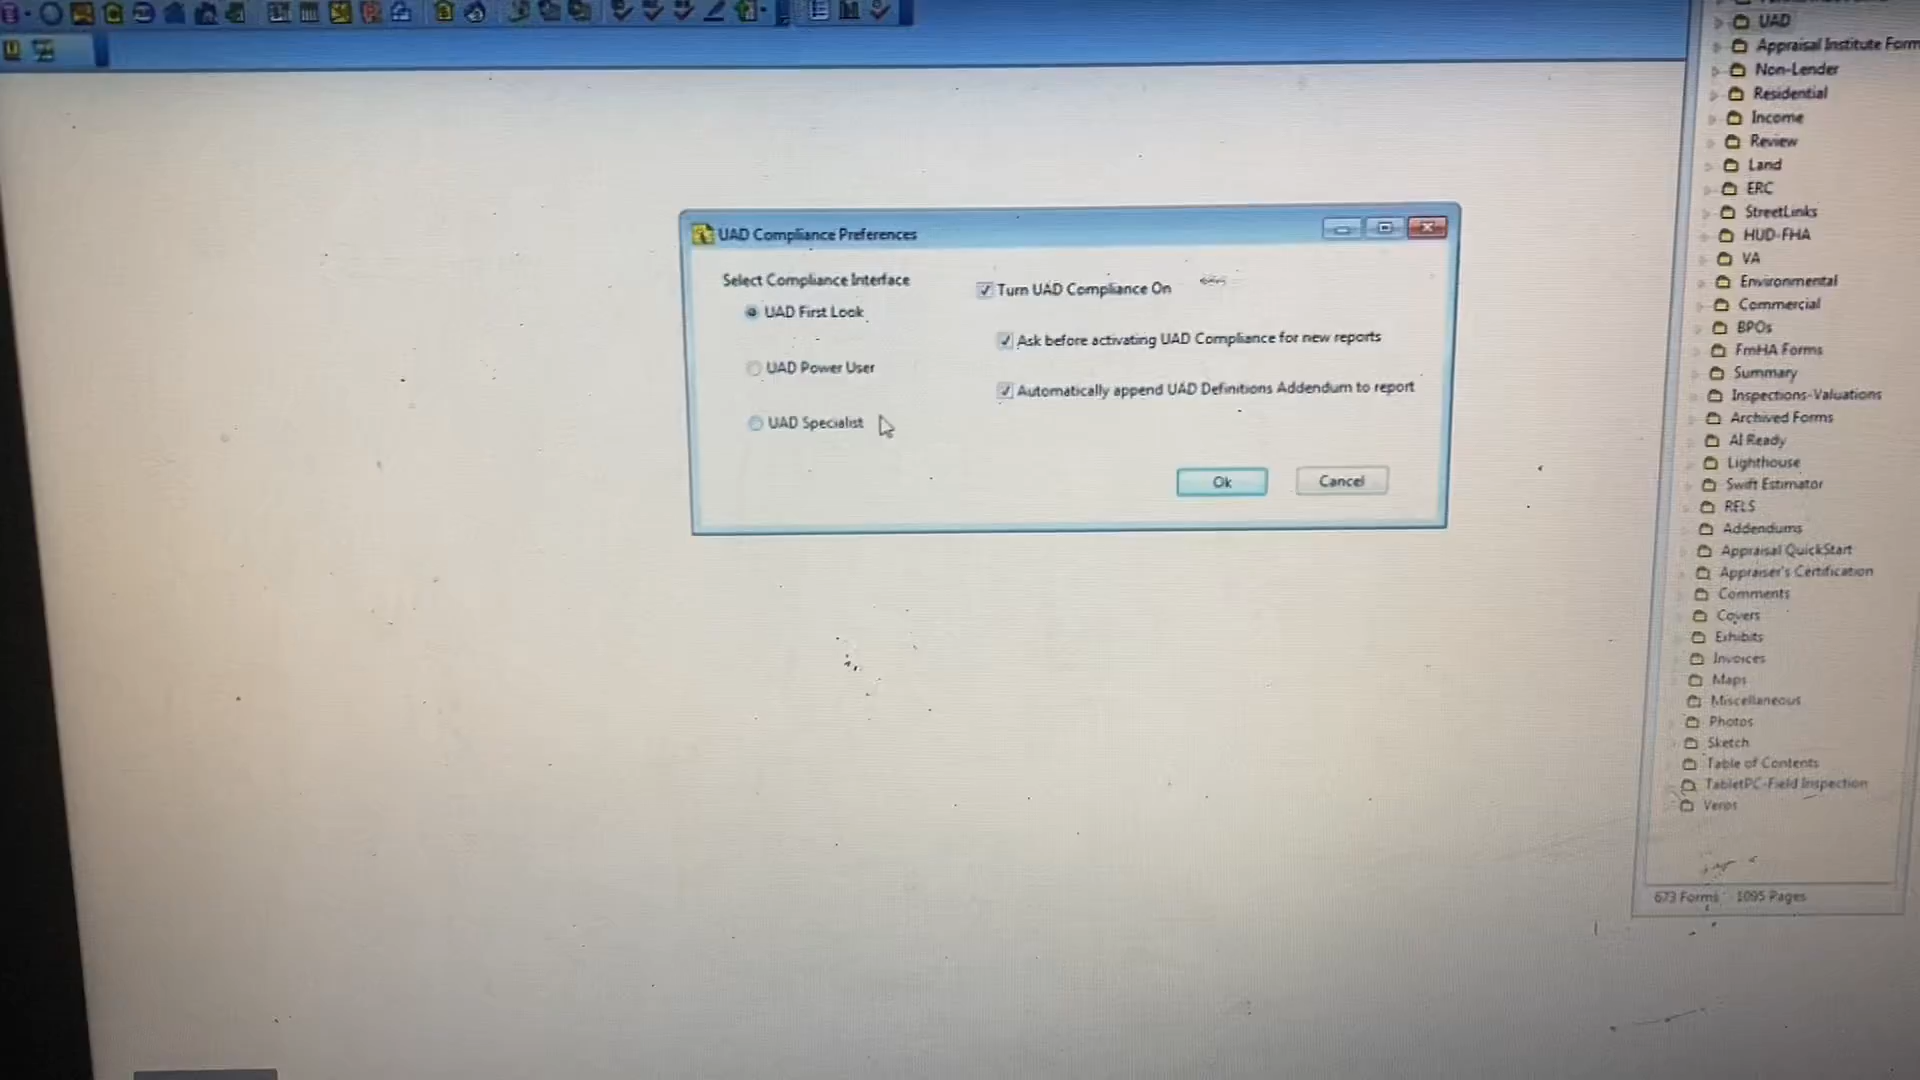 UAD Compliance Preferences
Select Compliance Interface
UAD First Look
UAD Power User
UAD Specialist
Turn UAD Compliance On
Ask before activating UAD Compliance for new reports
Automatically append UAD Definitions Addendum to report
Ok
Cancel
UAD
Appraisal Institute Form
Non-Lender
Residential
Income
Review
Land
ERC
StreetLinks
HUD-FHA
VA
Environmental
Commercial
BPOs
FmHA Forms
Summary
Inspections-Valuations
Archived Forms
AI Ready
Lighthouse
Swift Estimator
RELS
Addendums
Appraisal QuickStart
Appraiser's Certification
Comments
Covers
Exhibits
Invoices
Maps
Miscellaneous
Photos
Sketch
Table of Contents
TabletPC-Field Inspection
Veros
673 Forms 1095 Pages